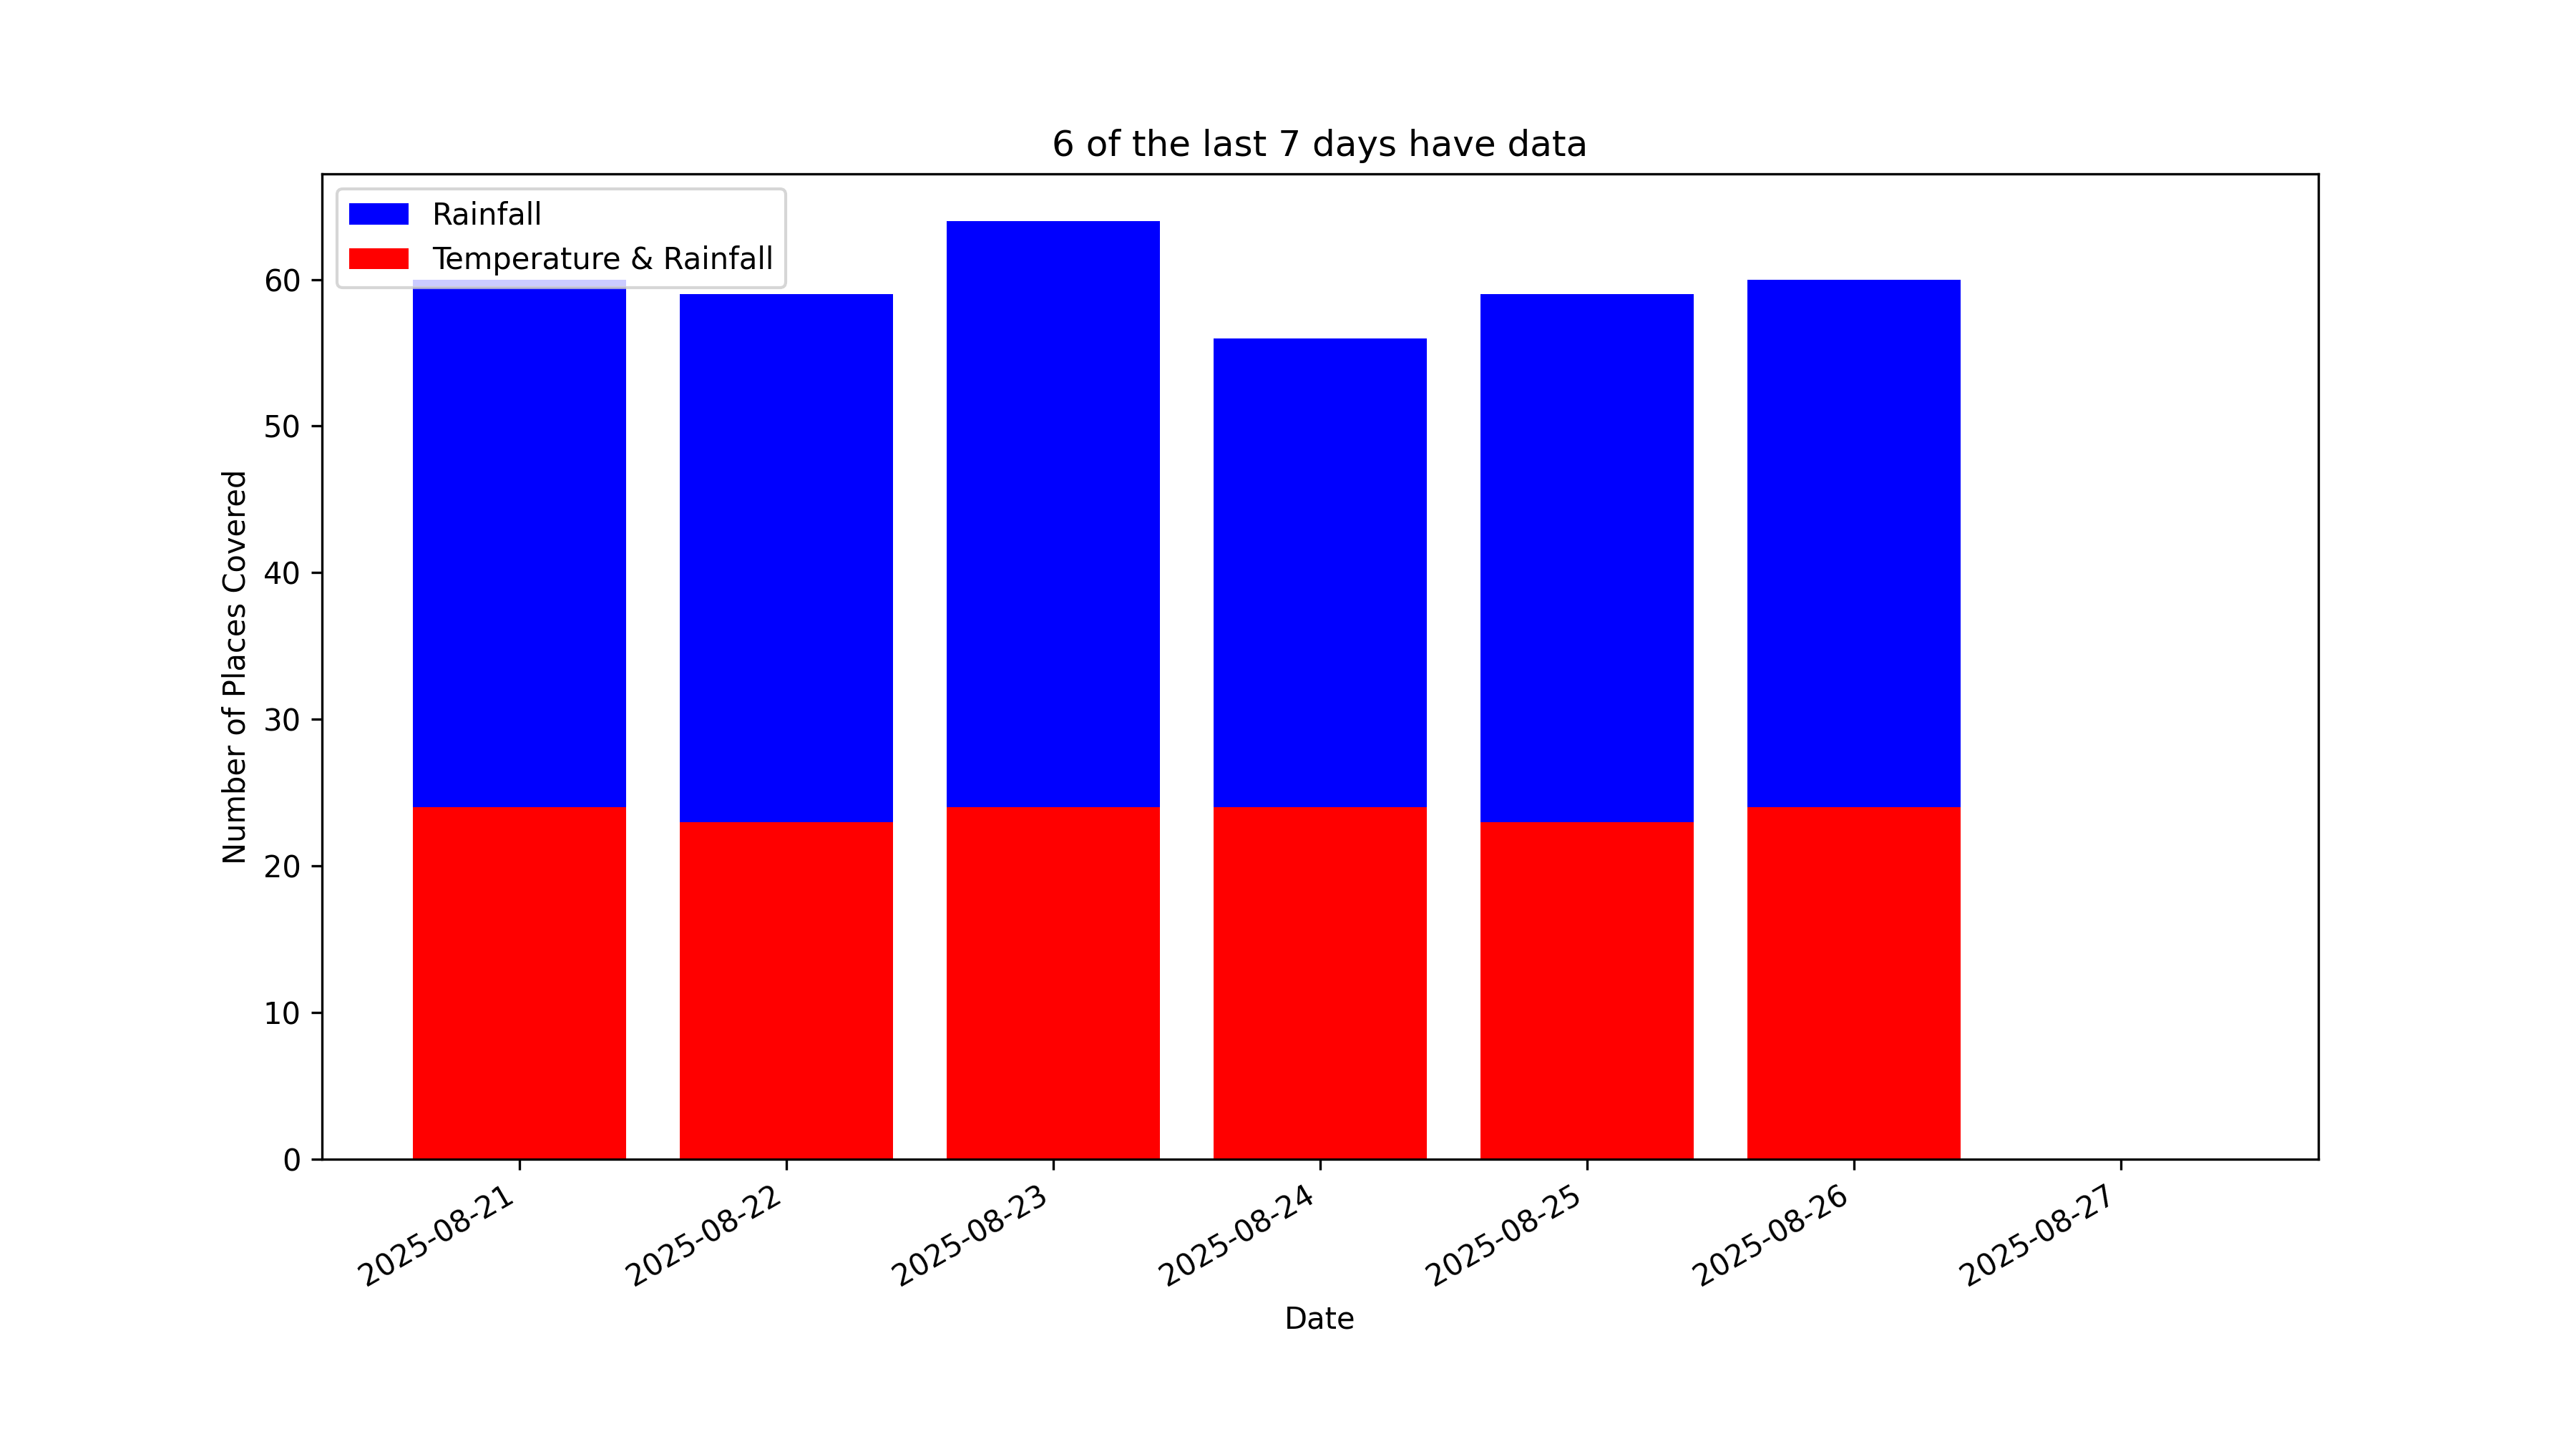 6 of the last 7 days have data
Rainfall
Temperature & Rainfall
Number of Places Covered
60
50
40
30
20
10
0
2025-08-21
2025-08-22
2025-08-23
2025-08-24
2025-08-25
2025-08-26
2025-08-27
Date